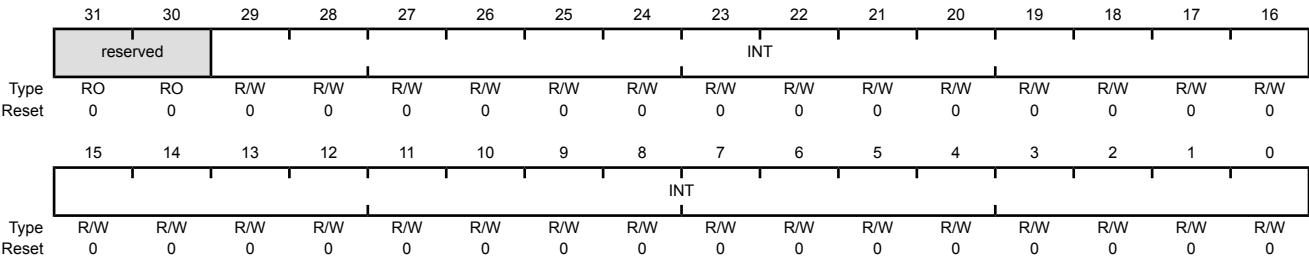 31 30 29 28 27 26 25 24 23 22 21 20 19 18 17 16
reserved INT
Type RO RO R/W R/W R/W R/W R/W R/W R/W R/W R/W R/W R/W R/W R/W R/W
Reset 0 0 0 0 0 0 0 0 0 0 0 0 0 0 0 0
15 14 13 12 11 10 9 8 7 6 5 4 3 2 1 0
INT
Type R/W R/W R/W R/W R/W R/W R/W R/W R/W R/W R/W R/W R/W R/W R/W R/W
Reset 0 0 0 0 0 0 0 0 0 0 0 0 0 0 0 0